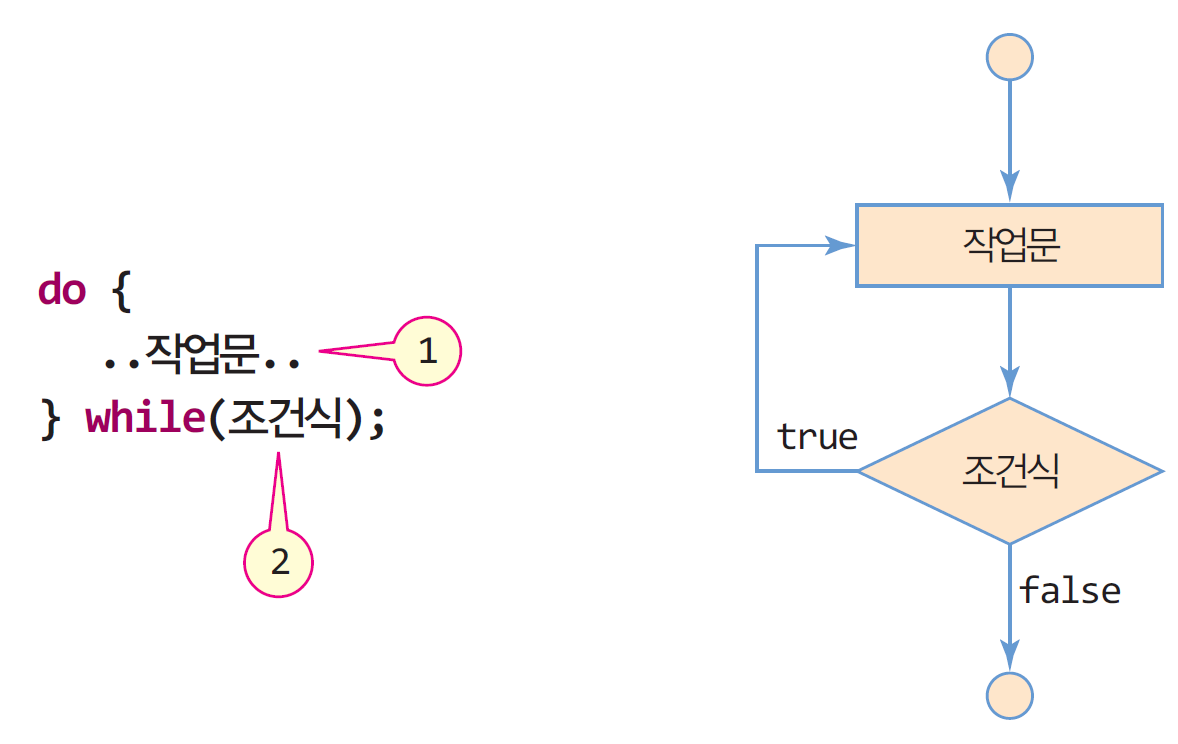 do {
..작업문..
1
} while(조건식);
2
작업문
true
조건식
false